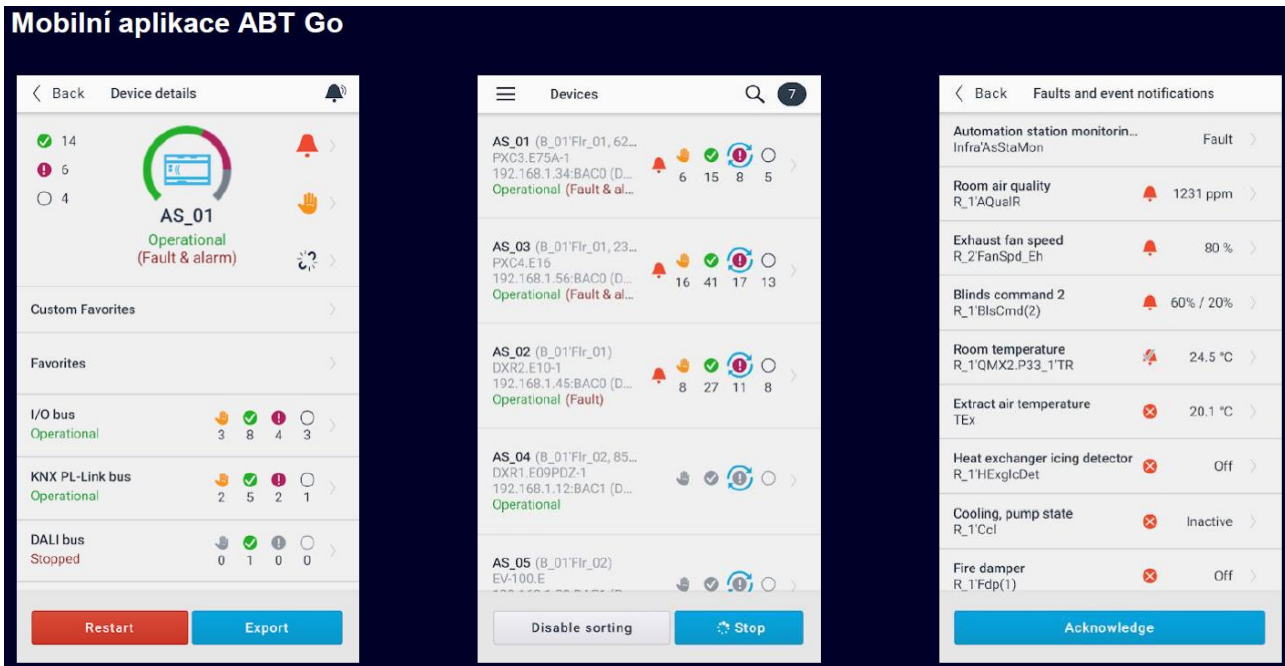 Mobilní aplikace ABT Go
Back Device details
14
6
4
AS_01
Operational
(Fault & alarm)
Custom Favorites
Favorites
I/O bus
Operational
3 8 4 3
KNX PL-Link bus
Operational
2 5 2 1
DALI bus
Stopped
0 1 0 0
Restart Export
Devices 7
AS_01 (B_01'Flr_01, 62...
PXC3.E75A-1
192.168.1.34:BAC0 (D...
Operational (Fault & al...
6 15 8 5
AS_03 (B_01'Flr_01, 23...
PXC4.E16
192.168.1.56:BAC0 (D...
Operational (Fault & al...
16 41 17 13
AS_02 (B_01'Flr_01)
DXR2.E10-1
192.168.1.45:BAC0 (D...
Operational (Fault)
8 27 11 8
AS_04 (B_01'Flr_02, 85...
DXR1.E09PDZ-1
192.168.1.12:BAC1 (D...
Operational
AS_05 (B_01'Flr_02)
EV-100.E
Disable sorting Stop
Back Faults and event notifications
Automation station monitorin...
Infra'AsStaMon
Fault
Room air quality
R_1'AQualR
1231 ppm
Exhaust fan speed
R_2'FanSpd_Eh
80 %
Blinds command 2
R_1'BlsCmd(2)
60% / 20%
Room temperature
R_1'QMX2.P33_1'TR
24.5 °C
Extract air temperature
TEx
20.1 °C
Heat exchanger icing detector
R_1'HExgIcDet
Off
Cooling, pump state
R_1'Ccl
Inactive
Fire damper
R_1'Fdp(1)
Off
Acknowledge